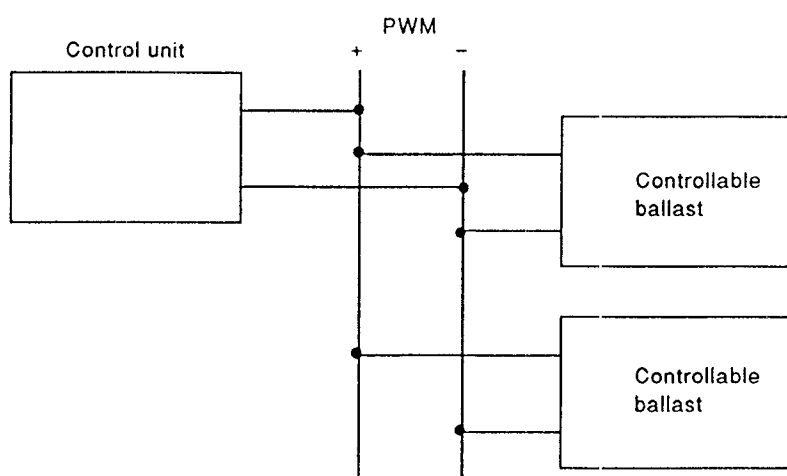 PWM
Control unit
+ −
Controllable
ballast
Controllable
ballast